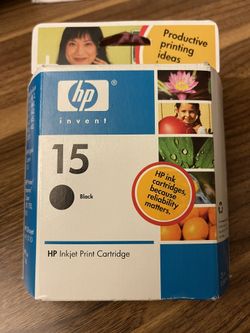 Productive
printing
ideas
hp
invent
15
Black
HP ink
cartridges,
because
reliability
matters.
HP Inkjet Print Cartridge